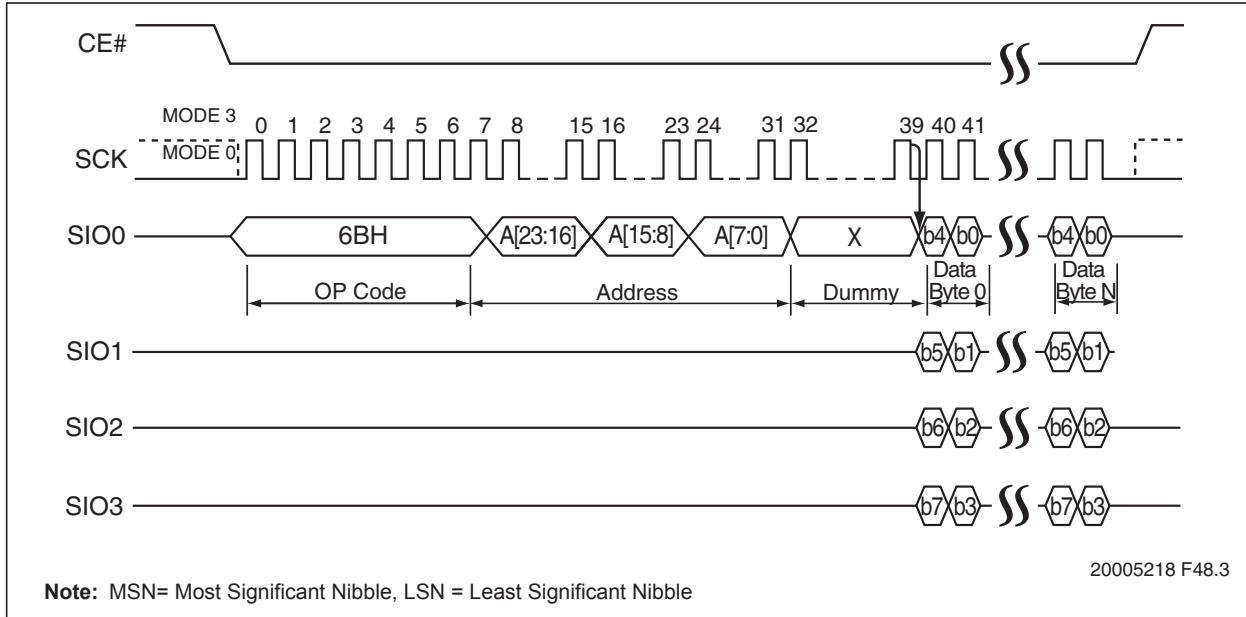 CE#
MODE 3
0 1 2 3 4 5 6 7 8 15 16 23 24 31 32 39 40 41
SCK MODE 0
SIO0 6BH A[23:16] A[15:8] A[7:0] X b4 b0 b4 b0
OP Code Address Dummy Data Byte 0 Data Byte N
SIO1 b5 b1 b5 b1
SIO2 b6 b2 b6 b2
SIO3 b7 b3 b7 b3
20005218 F48.3
Note: MSN= Most Significant Nibble, LSN = Least Significant Nibble